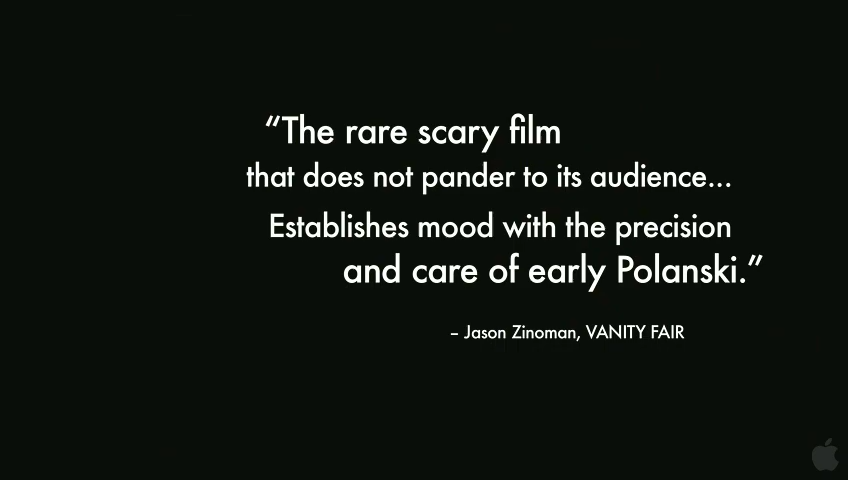 “The rare scary film
that does not pander to its audience...
Establishes mood with the precision
and care of early Polanski.”
– Jason Zinoman, VANITY FAIR